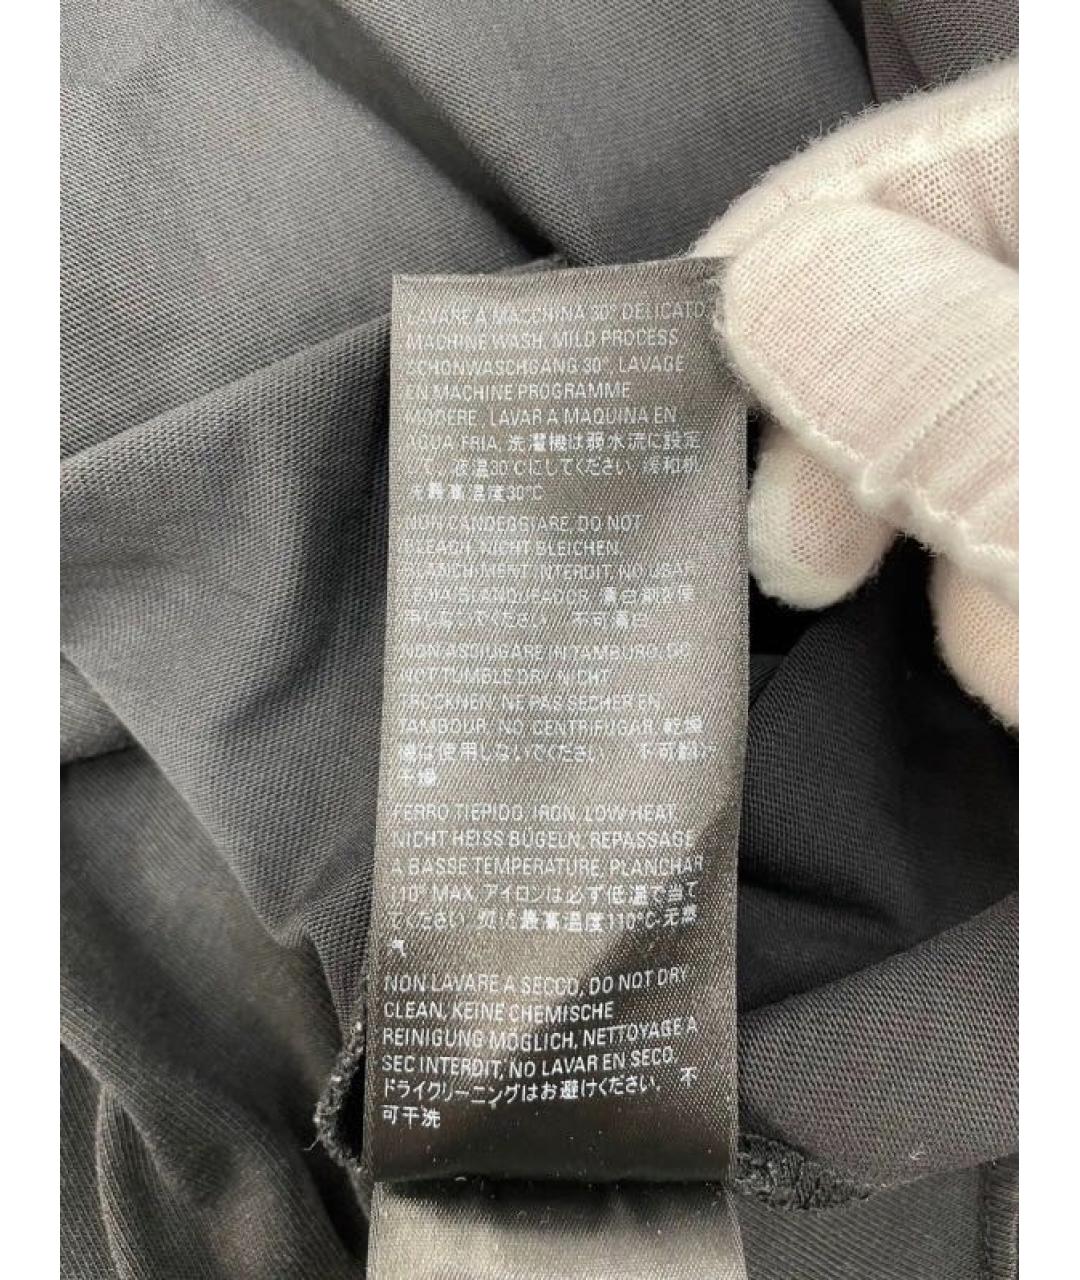 LAVARE A MACCHINA 30° DELICATO
MACHINE WASH, MILD PROCESS
SCHONWASCHGANG 30°, LAVAGE
EN MACHINE PROGRAMME
MODERE, LAVAR A MAQUINA EN
AQUA FRIA, 洗濯機は弱水流に設定
して、低温30℃にしてください, 缓和机
洗最高温度30℃
NON CANDEGGIARE, DO NOT
BLEACH, NICHT BLEICHEN,
BLANCHIMENT INTERDIT, NO USAR
LEJIA/BLANQUEADOR, 漂白剤を使
用しないでください 不可漂白
NON ASCIUGARE IN TAMBURO, DO
NOT TUMBLE DRY, NICHT
TROCKNEN, NE PAS SECHER EN
TAMBOUR, NO CENTRIFUGAR, 乾燥
機は使用しないでください 不可翻
干燥
FERRO TIEPIDO, IRON, LOW HEAT,
NICHT HEISS BÜGELN, REPASSAGE
A BASSE TEMPERATURE, PLANCHAR
110° MAX, アイロンは必ず低温で当て
てください 最高温度110℃无蒸
汽
NON LAVARE A SECCO, DO NOT DRY
CLEAN, KEINE CHEMISCHE
REINIGUNG MÖGLICH, NETTOYAGE A
SEC INTERDIT, NO LAVAR EN SECO,
ドライクリーニングはお避けください, 不
可干洗